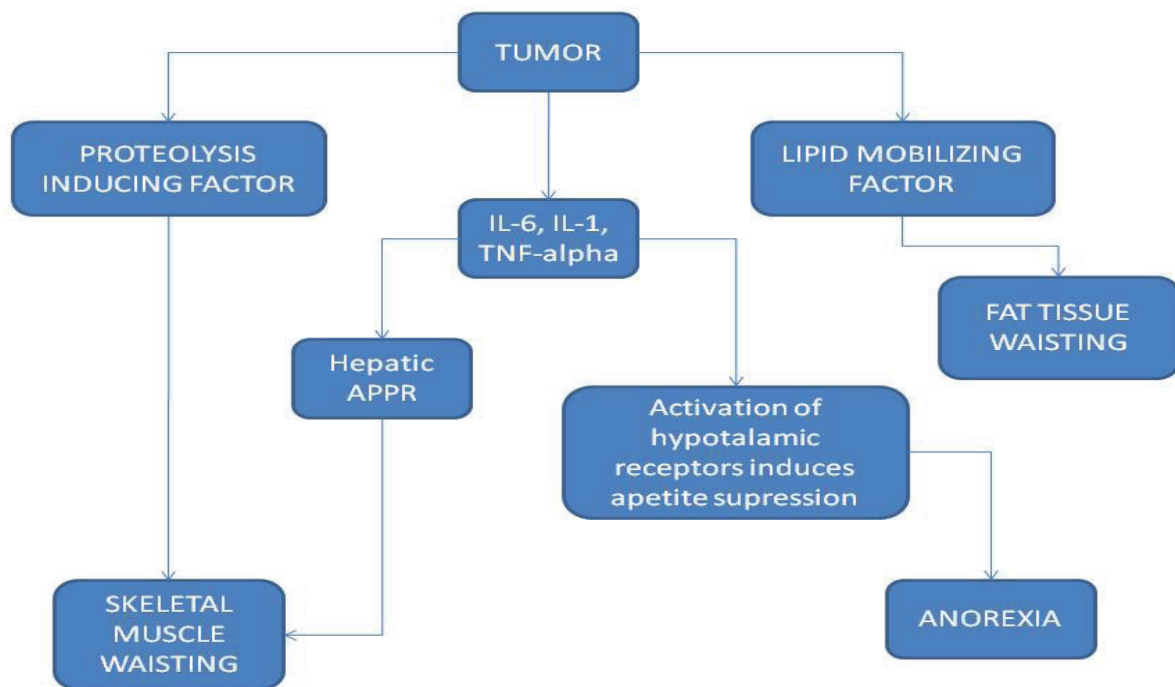 TUMOR
PROTEOLYSIS
INDUCING FACTOR
LIPID MOBILIZING
FACTOR
IL-6, IL-1,
TNF-alpha
FAT TISSUE
WAISTING
Hepatic
APPR
Activation of
hypotalamic
receptors induces
apetite supression
SKELETAL
MUSCLE
WAISTING
ANOREXIA